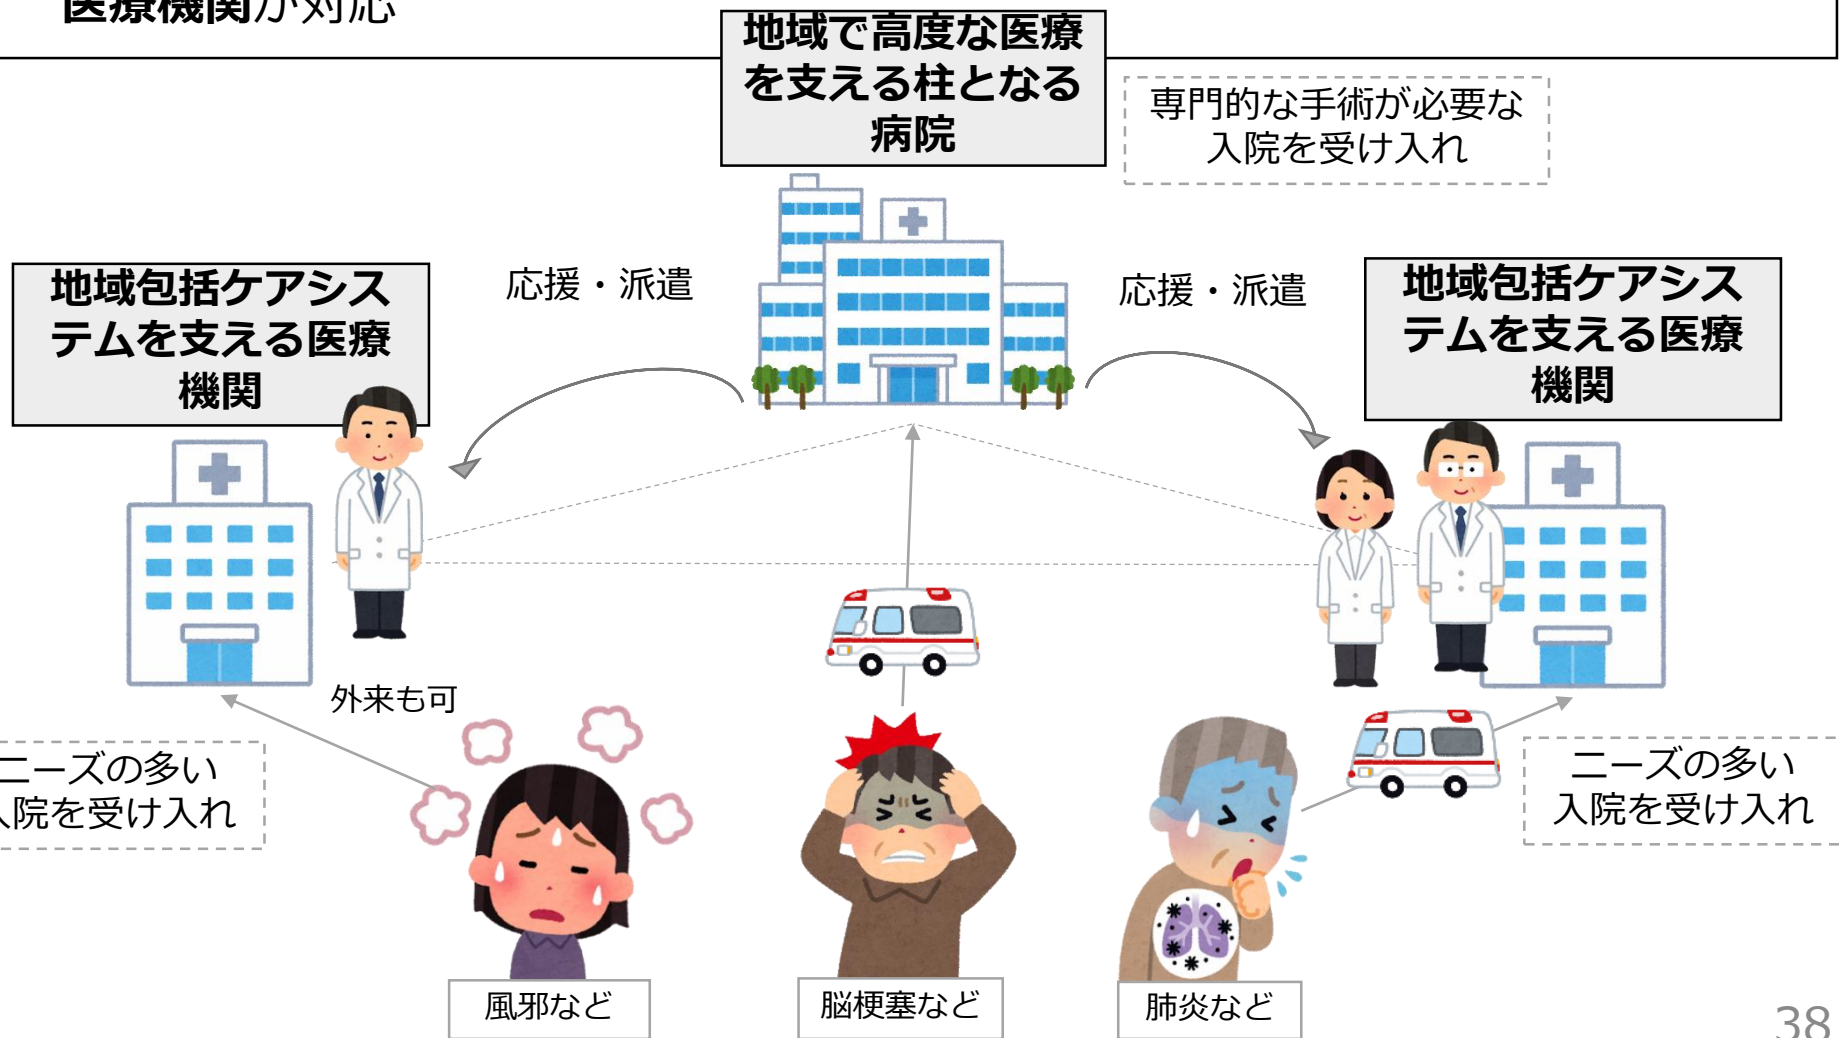 医療機関が対応
地域で高度な医療
を支える柱となる
病院
専門的な手術が必要な
入院を受け入れ
地域包括ケアシス
テムを支える医療
機関
応援・派遣
応援・派遣
地域包括ケアシス
テムを支える医療
機関
外来も可
ニーズの多い
入院を受け入れ
ニーズの多い
入院を受け入れ
風邪など
脳梗塞など
肺炎など
38